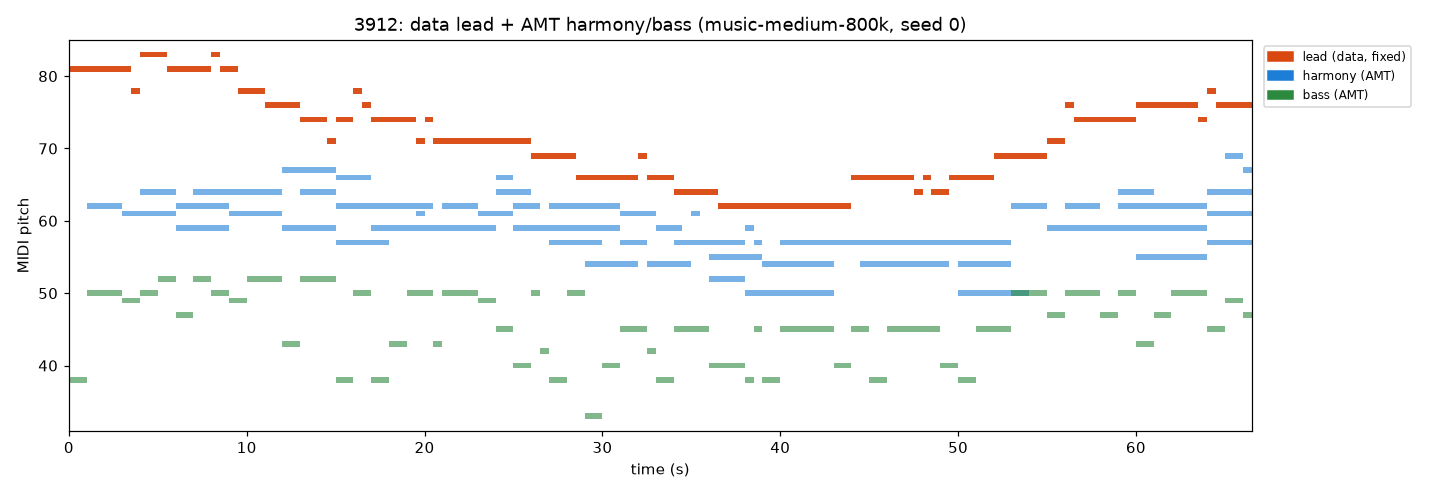 3912: data lead + AMT harmony/bass (music-medium-800k, seed 0)
lead (data, fixed)
harmony (AMT)
bass (AMT)
MIDI pitch
80
70
60
50
40
0 10 20 30 40 50 60
time (s)